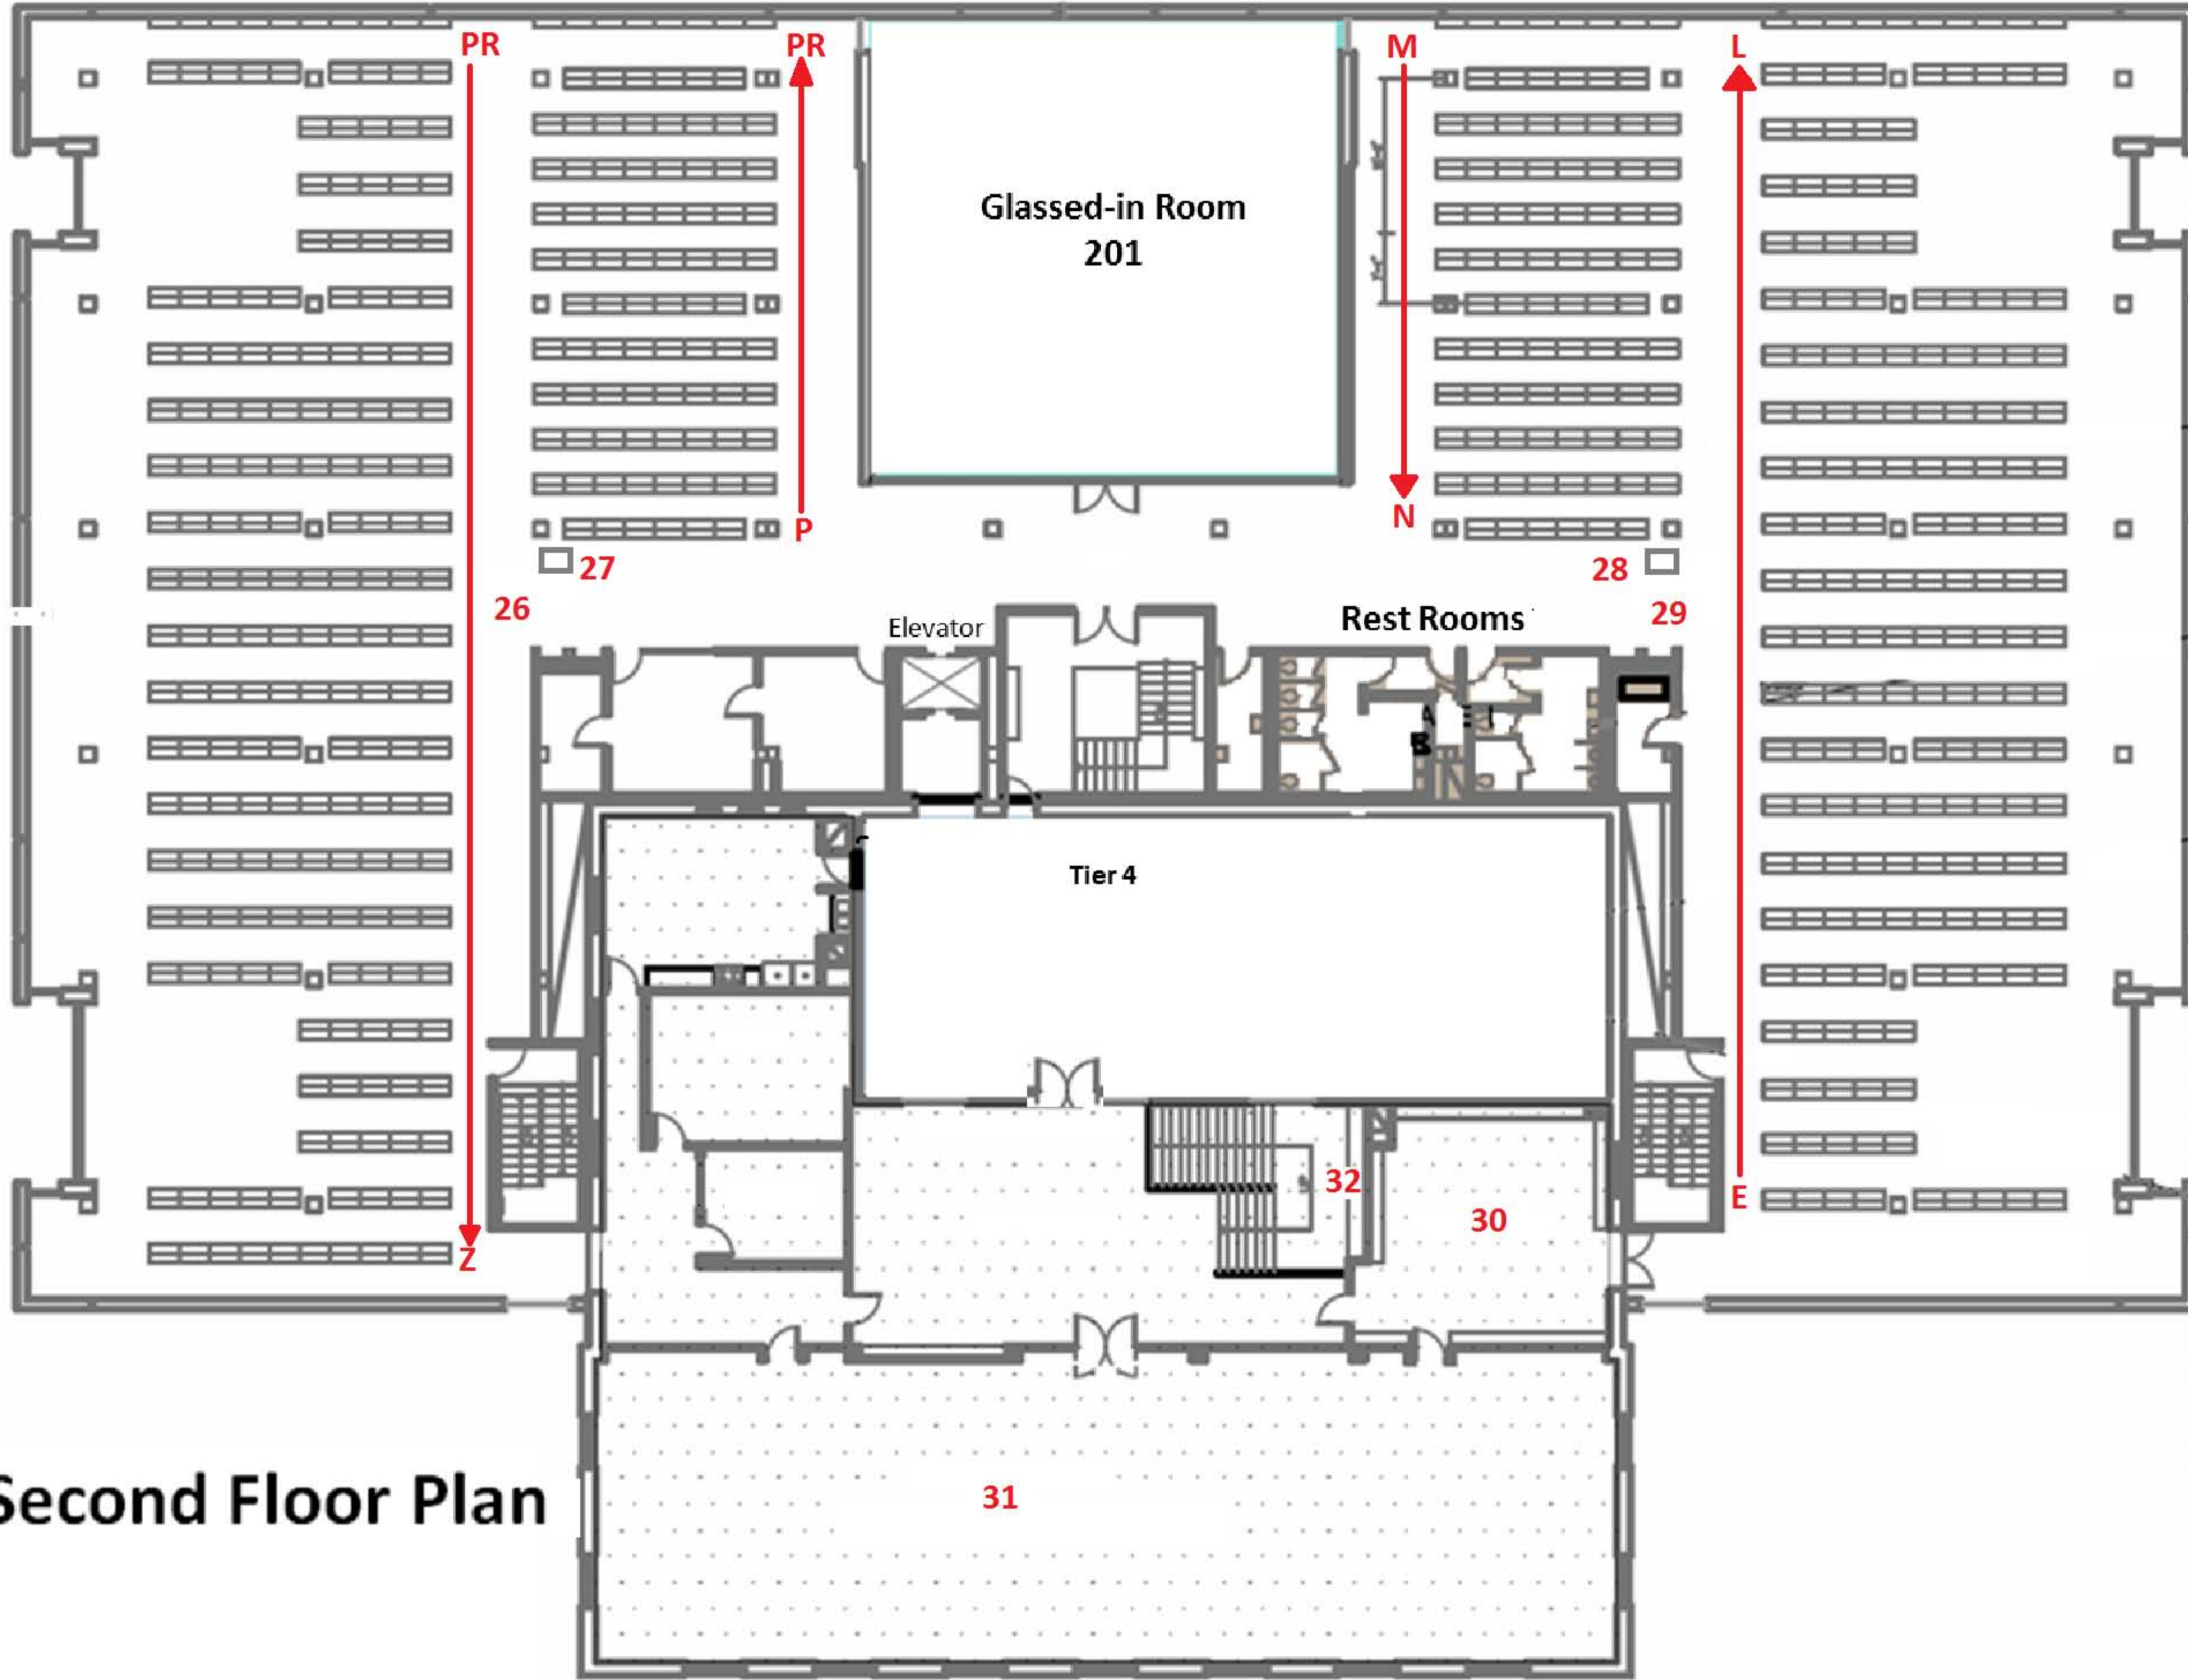 PR
PR
M
L
Glassed-in Room
201
P
N
27
28
26
29
Elevator
Rest Rooms
A
B
Tier 4
32
E
30
Z
31
Second Floor Plan